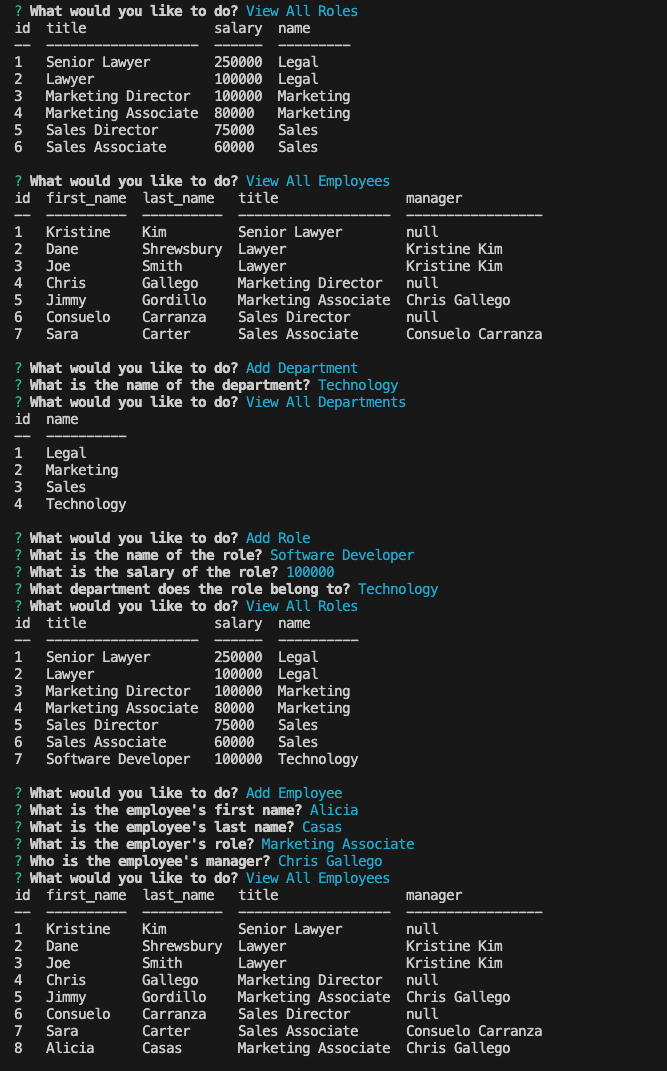 ? What would you like to do? View All Roles
id  title                salary  name
--  -------------------  ------  ---------
1   Senior Lawyer        250000  Legal
2   Lawyer               100000  Legal
3   Marketing Director   100000  Marketing
4   Marketing Associate  80000   Marketing
5   Sales Director       75000   Sales
6   Sales Associate      60000   Sales
? What would you like to do? View All Employees
id  first_name  last_name   title                manager
--  ----------  ----------  -------------------  -----------------
1   Kristine    Kim         Senior Lawyer        null
2   Dane        Shrewsbury  Lawyer               Kristine Kim
3   Joe         Smith       Lawyer               Kristine Kim
4   Chris       Gallego     Marketing Director   null
5   Jimmy       Gordillo    Marketing Associate  Chris Gallego
6   Consuelo    Carranza    Sales Director       null
7   Sara        Carter      Sales Associate      Consuelo Carranza
? What would you like to do? Add Department
? What is the name of the department? Technology
? What would you like to do? View All Departments
id  name
--  ----------
1   Legal
2   Marketing
3   Sales
4   Technology
? What would you like to do? Add Role
? What is the name of the role? Software Developer
? What is the salary of the role? 100000
? What department does the role belong to? Technology
? What would you like to do? View All Roles
id  title                salary  name
--  -------------------  ------  ----------
1   Senior Lawyer        250000  Legal
2   Lawyer               100000  Legal
3   Marketing Director   100000  Marketing
4   Marketing Associate  80000   Marketing
5   Sales Director       75000   Sales
6   Sales Associate      60000   Sales
7   Software Developer   100000  Technology
? What would you like to do? Add Employee
? What is the employee's first name? Alicia
? What is the employee's last name? Casas
? What is the employer's role? Marketing Associate
? Who is the employee's manager? Chris Gallego
? What would you like to do? View All Employees
id  first_name  last_name   title                manager
--  ----------  ----------  -------------------  -----------------
1   Kristine    Kim         Senior Lawyer        null
2   Dane        Shrewsbury  Lawyer               Kristine Kim
3   Joe         Smith       Lawyer               Kristine Kim
4   Chris       Gallego     Marketing Director   null
5   Jimmy       Gordillo    Marketing Associate  Chris Gallego
6   Consuelo    Carranza    Sales Director       null
7   Sara        Carter      Sales Associate      Consuelo Carranza
8   Alicia      Casas       Marketing Associate  Chris Gallego